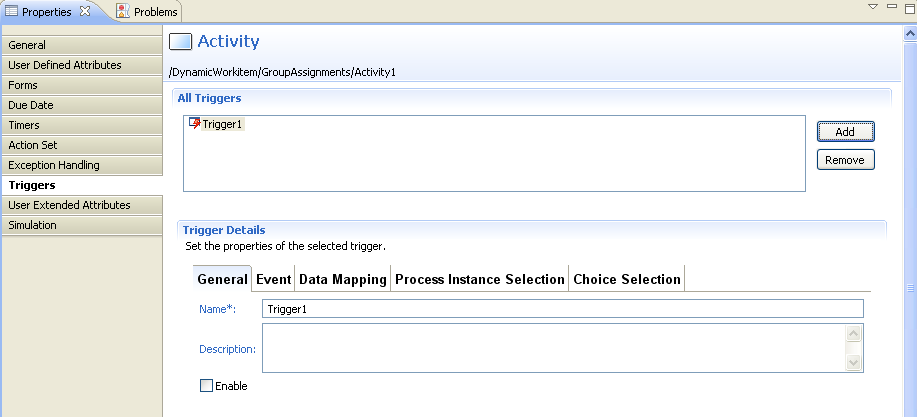 Properties
Problems
General
User Defined Attributes
Forms
Due Date
Timers
Action Set
Exception Handling
Triggers
User Extended Attributes
Simulation
Activity
/DynamicWorkitem/GroupAssignments/Activity1
All Triggers
Trigger1
Add
Remove
Trigger Details
Set the properties of the selected trigger.
General Event Data Mapping Process Instance Selection Choice Selection
Name*: Trigger1
Description:
Enable